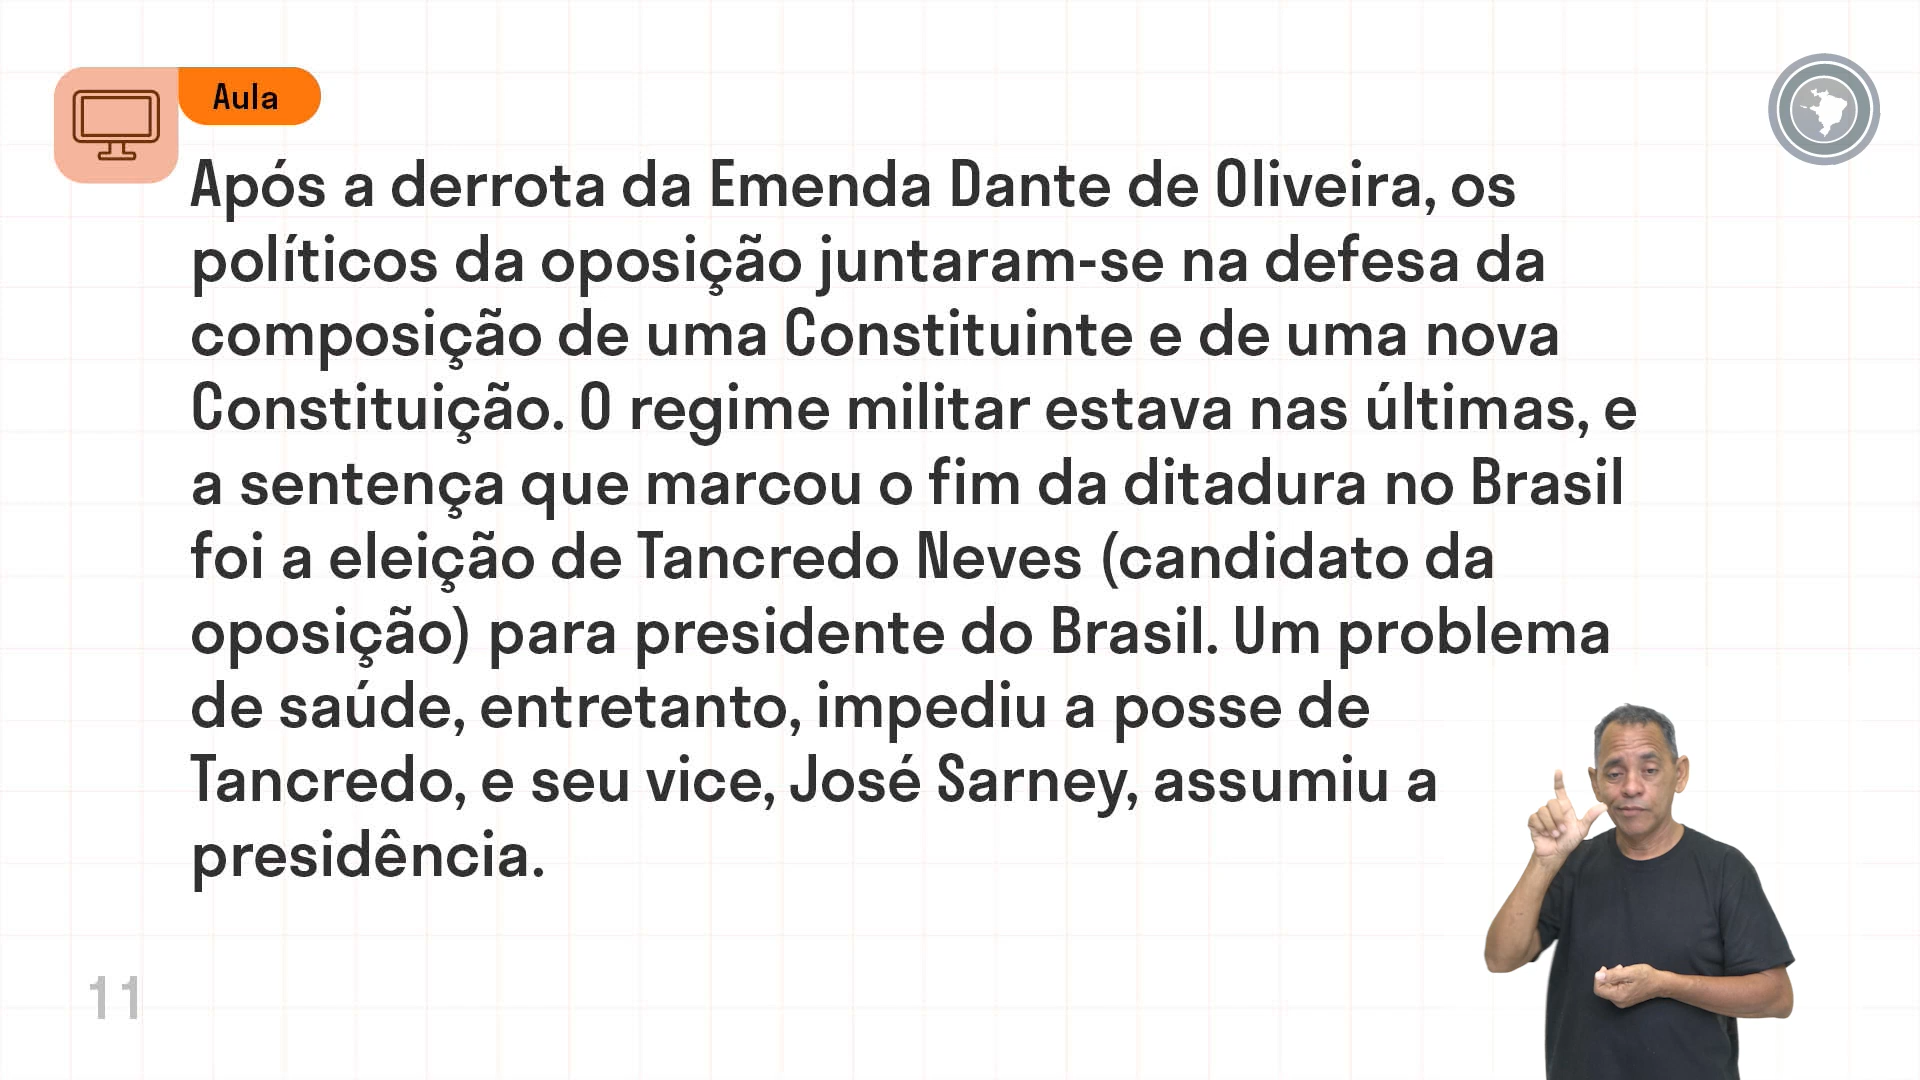 Aula
Após a derrota da Emenda Dante de Oliveira, os
políticos da oposição juntaram-se na defesa da
composição de uma Constituinte e de uma nova
Constituição. O regime militar estava nas últimas, e
a sentença que marcou o fim da ditadura no Brasil
foi a eleição de Tancredo Neves (candidato da
oposição) para presidente do Brasil. Um problema
de saúde, entretanto, impediu a posse de
Tancredo, e seu vice, José Sarney, assumiu a
presidência.
11